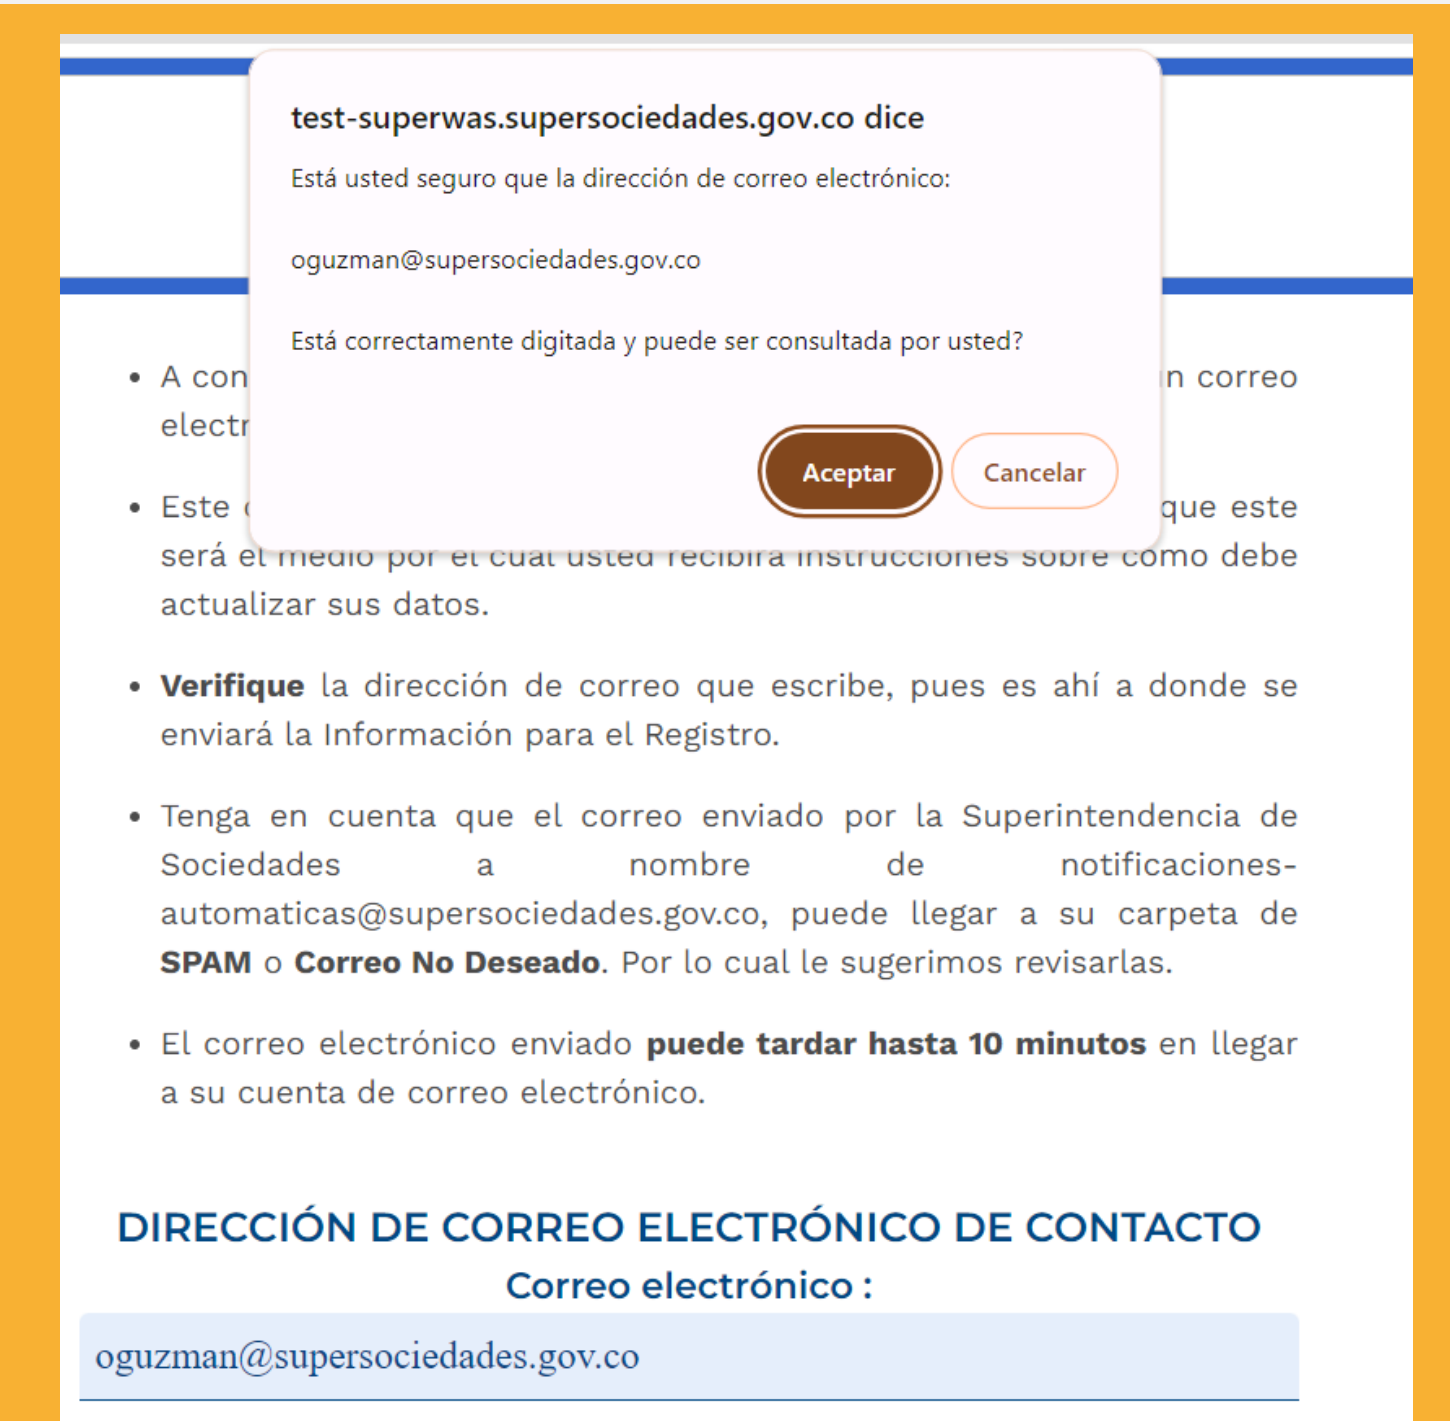 test-superwas.supersociedades.gov.co dice
Está usted seguro que la dirección de correo electrónico:
oguzman@supersociedades.gov.co
Está correctamente digitada y puede ser consultada por usted?
Aceptar Cancelar
• A con n correo
electr
• Este que este
será el medio por el cual usted recibirá instrucciones sobre como debe
actualizar sus datos.
• Verifique la dirección de correo que escribe, pues es ahí a donde se
enviará la Información para el Registro.
• Tenga en cuenta que el correo enviado por la Superintendencia de
Sociedades a nombre de notificaciones-
automaticas@supersociedades.gov.co, puede llegar a su carpeta de
SPAM o Correo No Deseado. Por lo cual le sugerimos revisarlas.
• El correo electrónico enviado puede tardar hasta 10 minutos en llegar
a su cuenta de correo electrónico.
DIRECCIÓN DE CORREO ELECTRÓNICO DE CONTACTO
Correo electrónico :
oguzman@supersociedades.gov.co